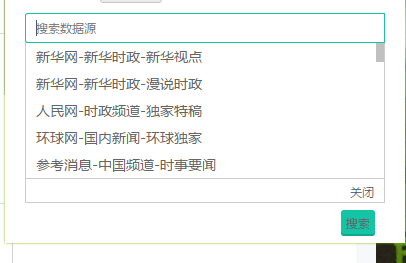 搜索数据源
新华网-新华时政-新华视点
新华网-新华时政-漫说时政
人民网-时政频道-独家特稿
环球网-国内新闻-环球独家
参考消息-中国频道-时事要闻
关闭
搜索